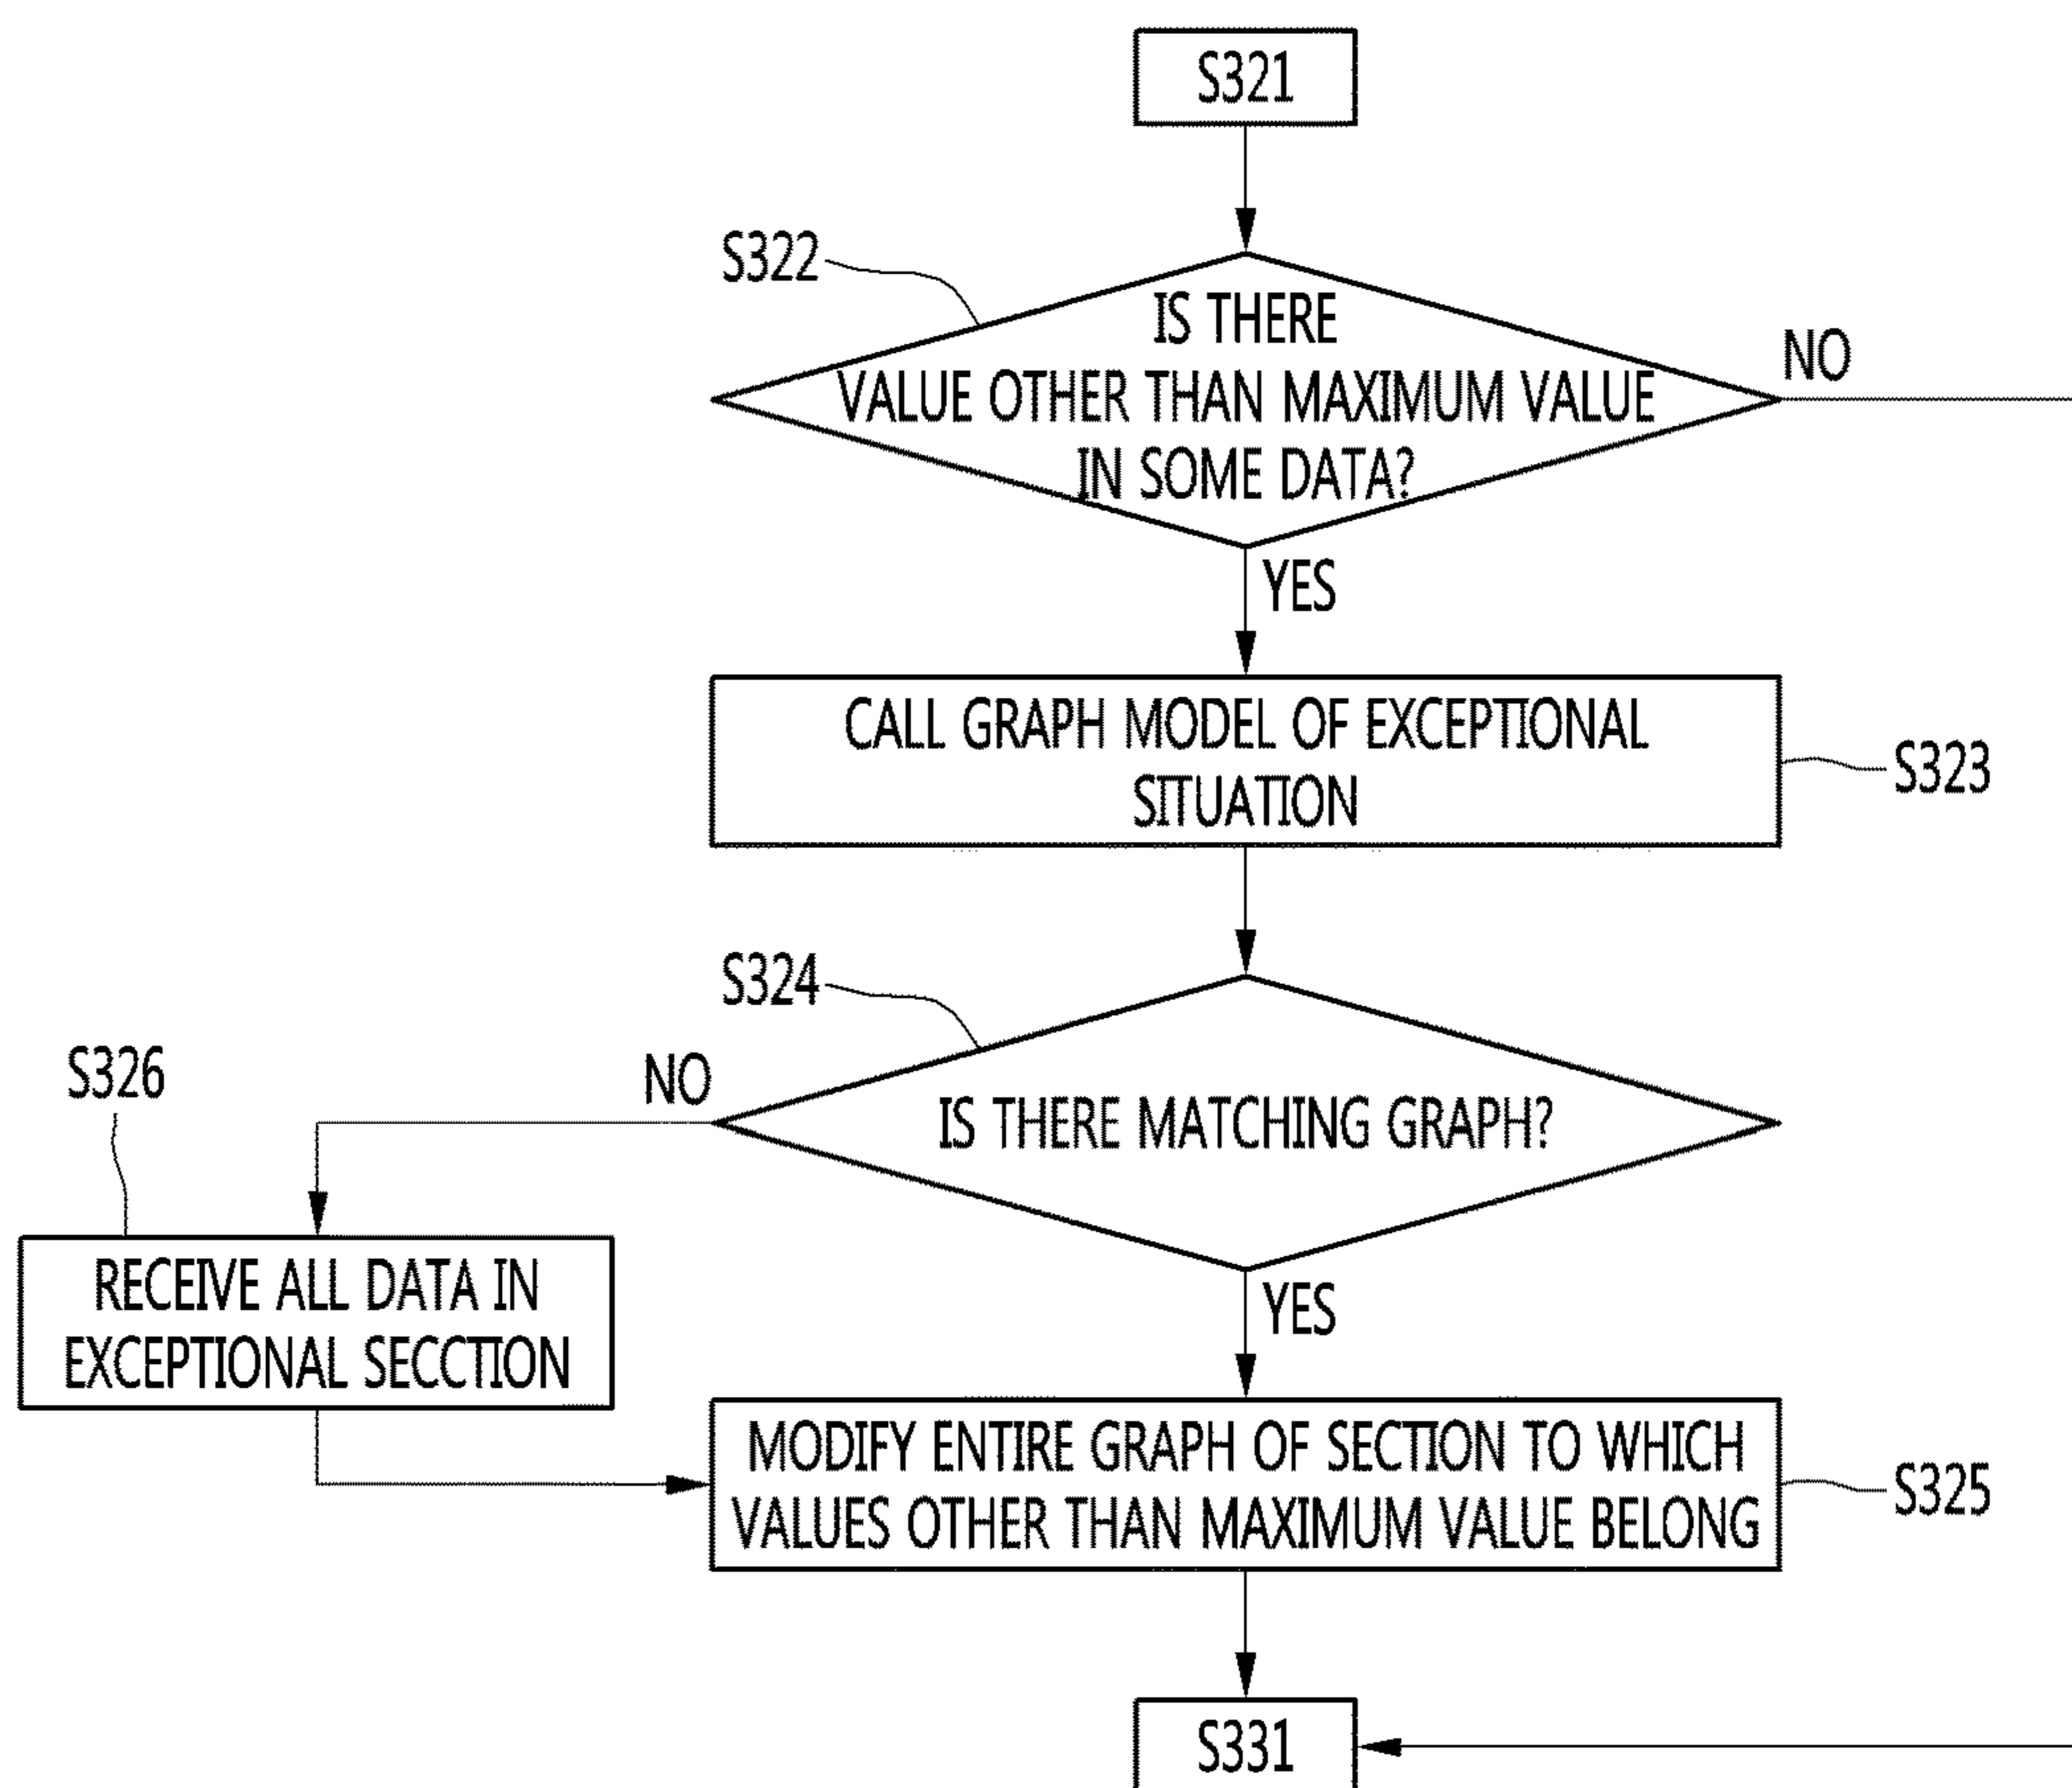 S321
S322
IS THERE
VALUE OTHER THAN MAXIMUM VALUE
IN SOME DATA?
NO
YES
CALL GRAPH MODEL OF EXCEPTIONAL
SITUATION
S323
S324
IS THERE MATCHING GRAPH?
NO
S326
YES
RECEIVE ALL DATA IN
EXCEPTIONAL SECCTION
MODIFY ENTIRE GRAPH OF SECTION TO WHICH
VALUES OTHER THAN MAXIMUM VALUE BELONG
S325
S331